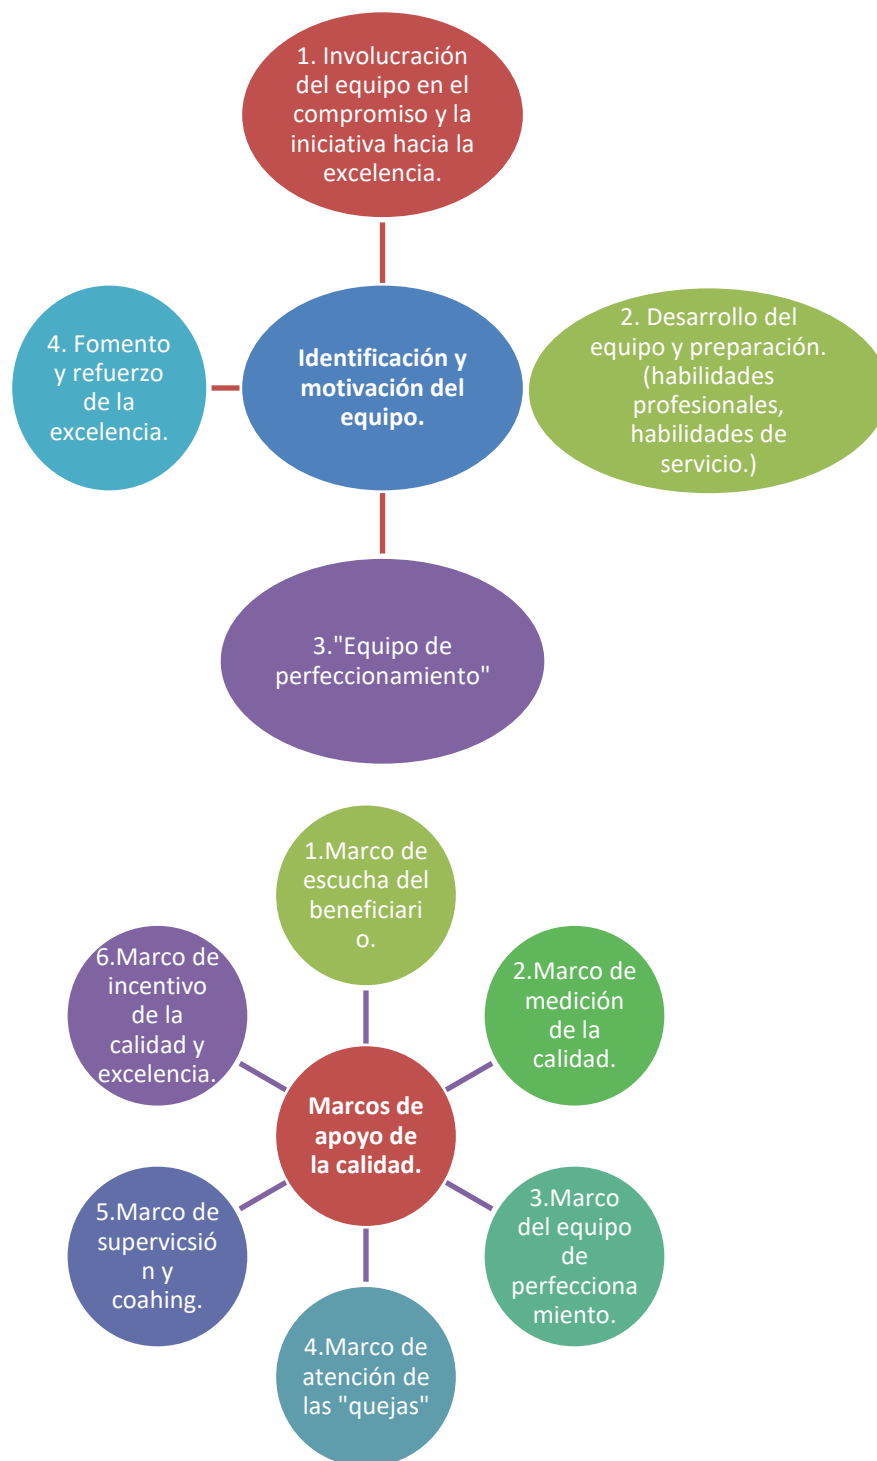 1. Involucración
del equipo en el
compromiso y la
iniciativa hacia la
excelencia.
4. Fomento
y refuerzo
de la
excelencia.
Identificación y
motivación del
equipo.
2. Desarrollo del
equipo y preparación.
(habilidades
profesionales,
habilidades de
servicio.)
3."Equipo de
perfeccionamiento"
1.Marco de
escucha del
beneficiari
o.
6.Marco de
incentivo
de la
calidad y
excelencia.
2.Marco de
medición
de la
calidad.
Marcos de
apoyo de
la calidad.
5.Marco de
supervicsió
n y
coahing.
3.Marco
del equipo
de
perfecciona
miento.
4.Marco de
atención de
las "quejas"